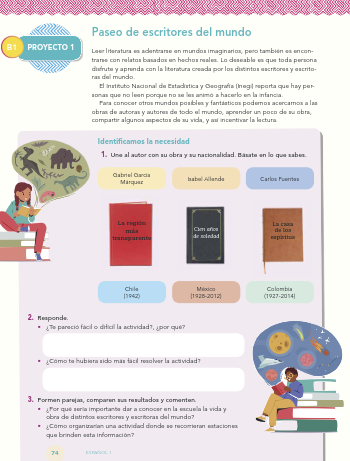 B1
PROYECTO 1
Paseo de escritores del mundo
Leer literatura es adentrarse en mundos imaginarios, pero también es encon-
trarse con relatos basados en hechos reales. Lo deseable es que toda persona
disfrute y aprenda con la literatura creada por los distintos escritores y escrito-
ras del mundo.
El Instituto Nacional de Estadística y Geografía (Inegi) reporta que hay per-
sonas que no leen porque no se les animó a hacerlo en la infancia.
Para conocer otros mundos posibles y fantásticos podemos acercarnos a las
obras de autoras y autores de todo el mundo, aprender un poco de su obra,
compartir algunos aspectos de su vida, y así incentivar la lectura.
Identificamos la necesidad
1. Une al autor con su obra y su nacionalidad. Básate en lo que sabes.
Gabriel García
Márquez
Isabel Allende
Carlos Fuentes
La región
más
transparente
Cien años
de soledad
La casa
de los
espíritus
Chile
(1942)
México
(1928-2012)
Colombia
(1927-2014)
2. Responde.
• ¿Te pareció fácil o difícil la actividad?, ¿por qué?
• ¿Cómo te hubiera sido más fácil resolver la actividad?
3. Formen parejas, comparen sus resultados y comenten.
• ¿Por qué sería importante dar a conocer en la escuela la vida y
obra de distintos escritores y escritoras del mundo?
• ¿Cómo organizarían una actividad donde se recorrieran estaciones
que brinden esta información?
74
ESPAÑOL 1